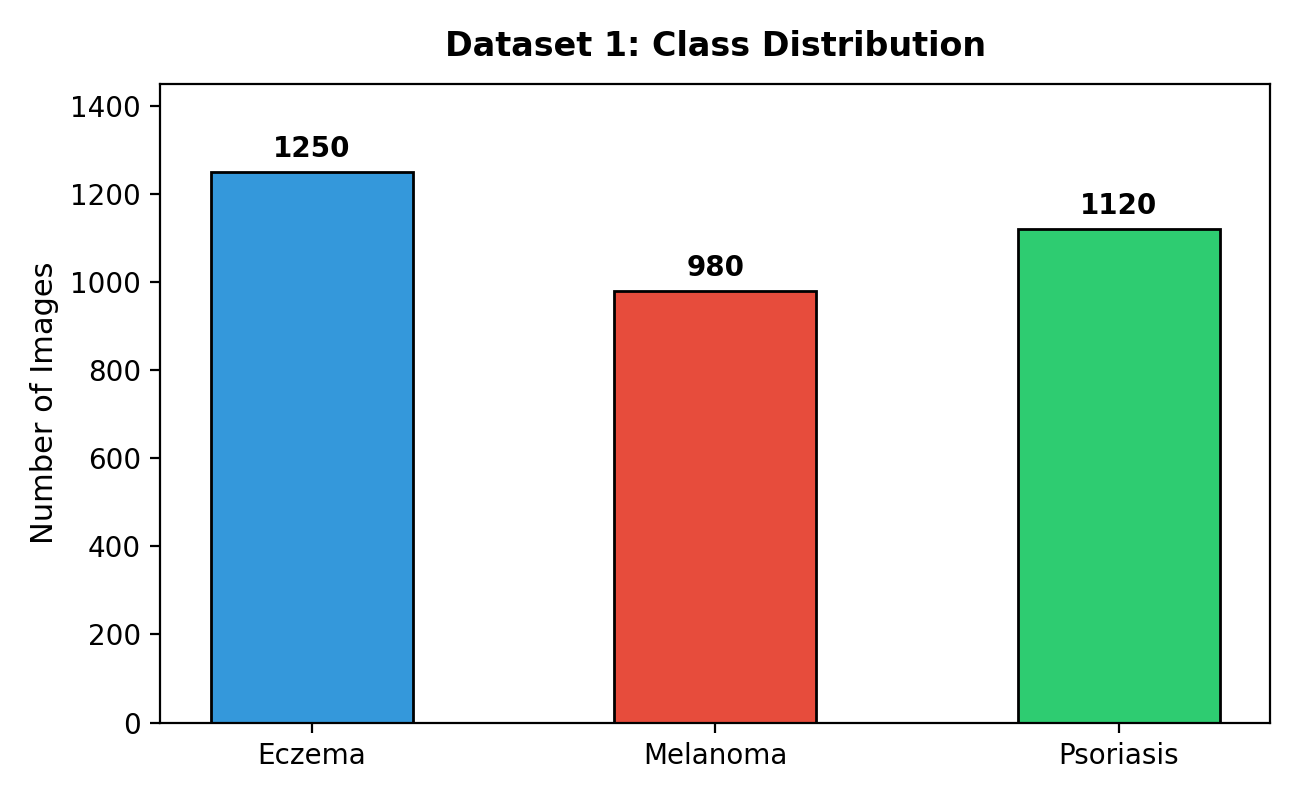 Dataset 1: Class Distribution
Number of Images
1400
1200
1000
800
600
400
200
0
1250
980
1120
Eczema
Melanoma
Psoriasis